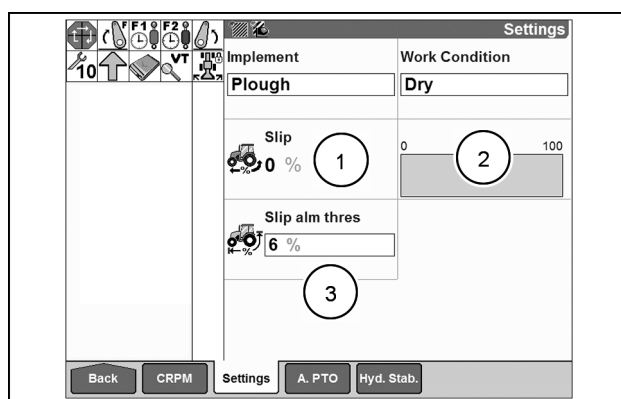 F F1 F2
Settings
10 VT
Implement
Work Condition
Plough
Dry
Slip
0 %
1
0 100
2
Slip alm thres
6 %
3
Back CRPM Settings A. PTO Hyd. Stab.